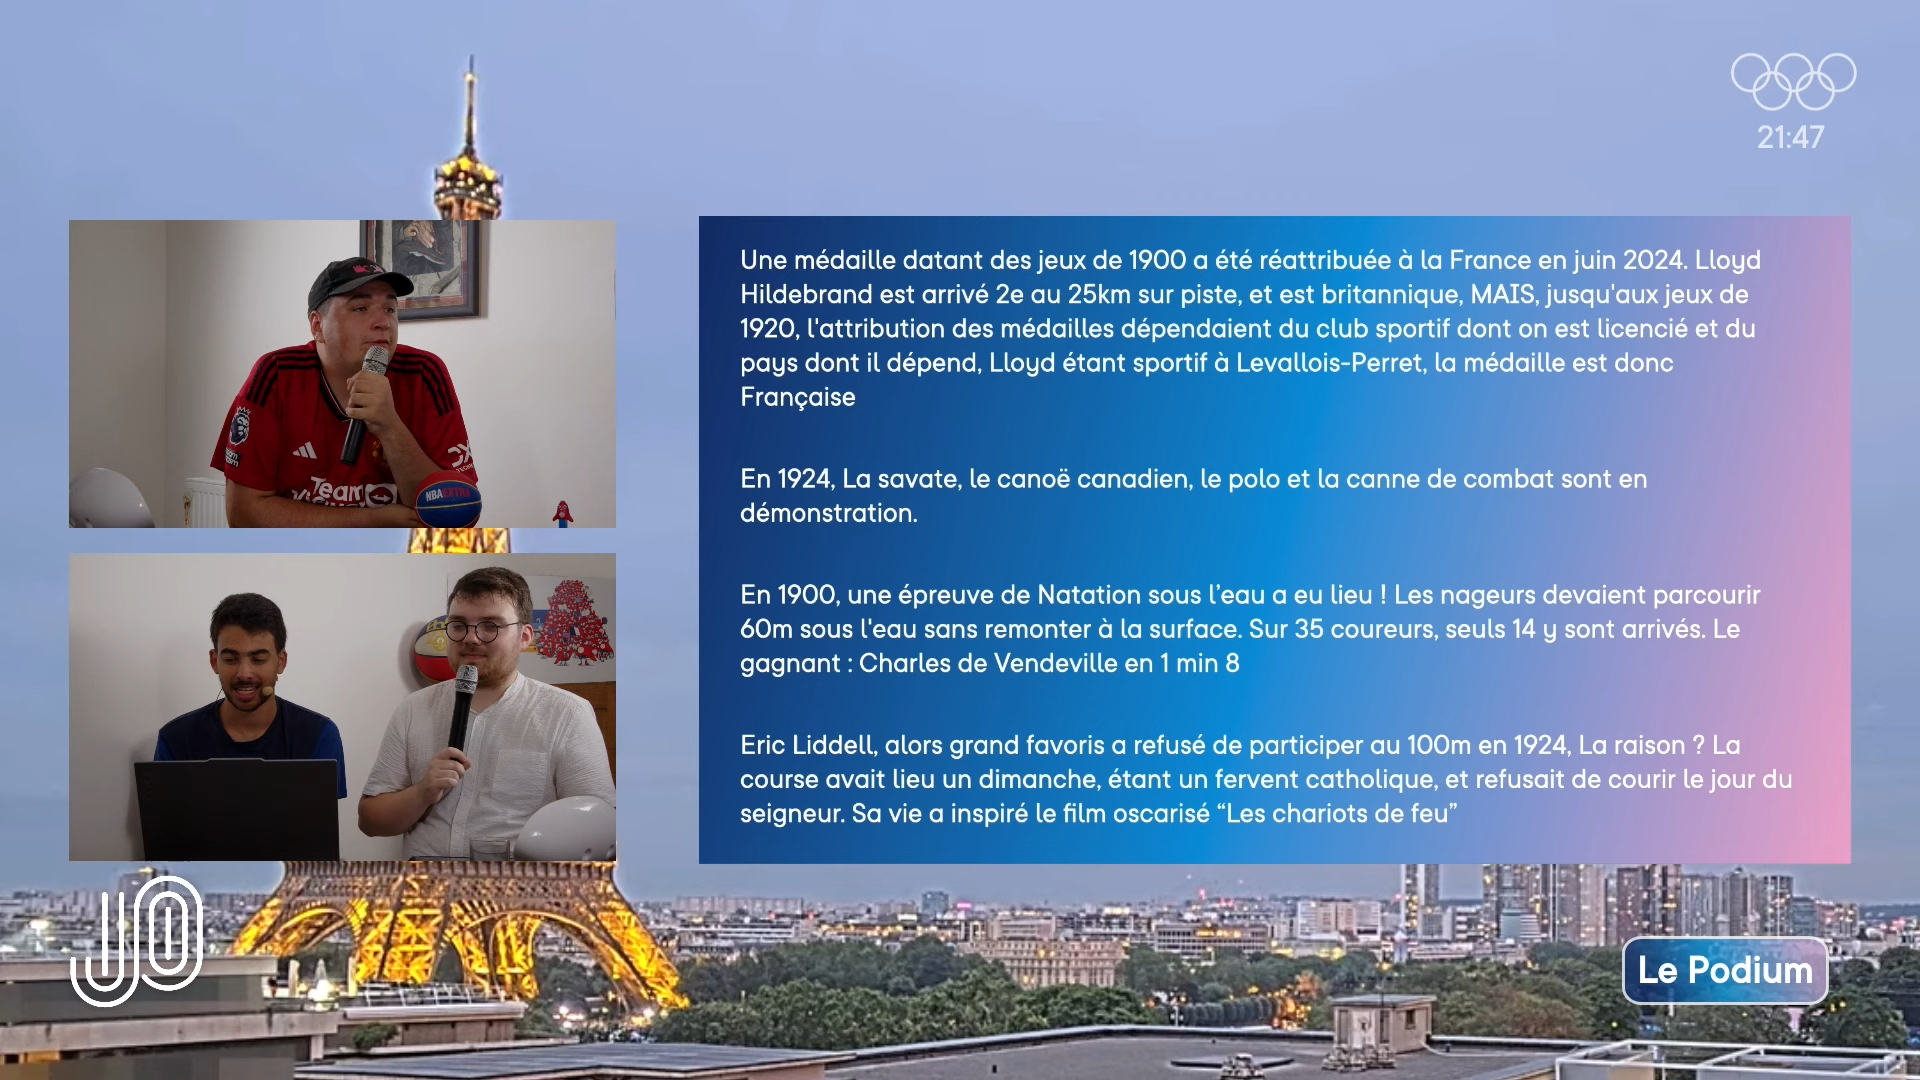 21:47
Une médaille datant des jeux de 1900 a été réattribuée à la France en juin 2024. Lloyd
Hildebrand est arrivé 2e au 25km sur piste, et est britannique, MAIS, jusqu'aux jeux de
1920, l'attribution des médailles dépendaient du club sportif dont on est licencié et du
pays dont il dépend, Lloyd étant sportif à Levallois-Perret, la médaille est donc
Française
En 1924, La savate, le canoë canadien, le polo et la canne de combat sont en
démonstration.
En 1900, une épreuve de Natation sous l’eau a eu lieu ! Les nageurs devaient parcourir
60m sous l'eau sans remonter à la surface. Sur 35 coureurs, seuls 14 y sont arrivés. Le
gagnant : Charles de Vendeville en 1 min 8
Eric Liddell, alors grand favoris a refusé de participer au 100m en 1924, La raison ? La
course avait lieu un dimanche, étant un fervent catholique, et refusait de courir le jour du
seigneur. Sa vie a inspiré le film oscarisé “Les chariots de feu”
Team
NBA EXTRA
JO
Le Podium